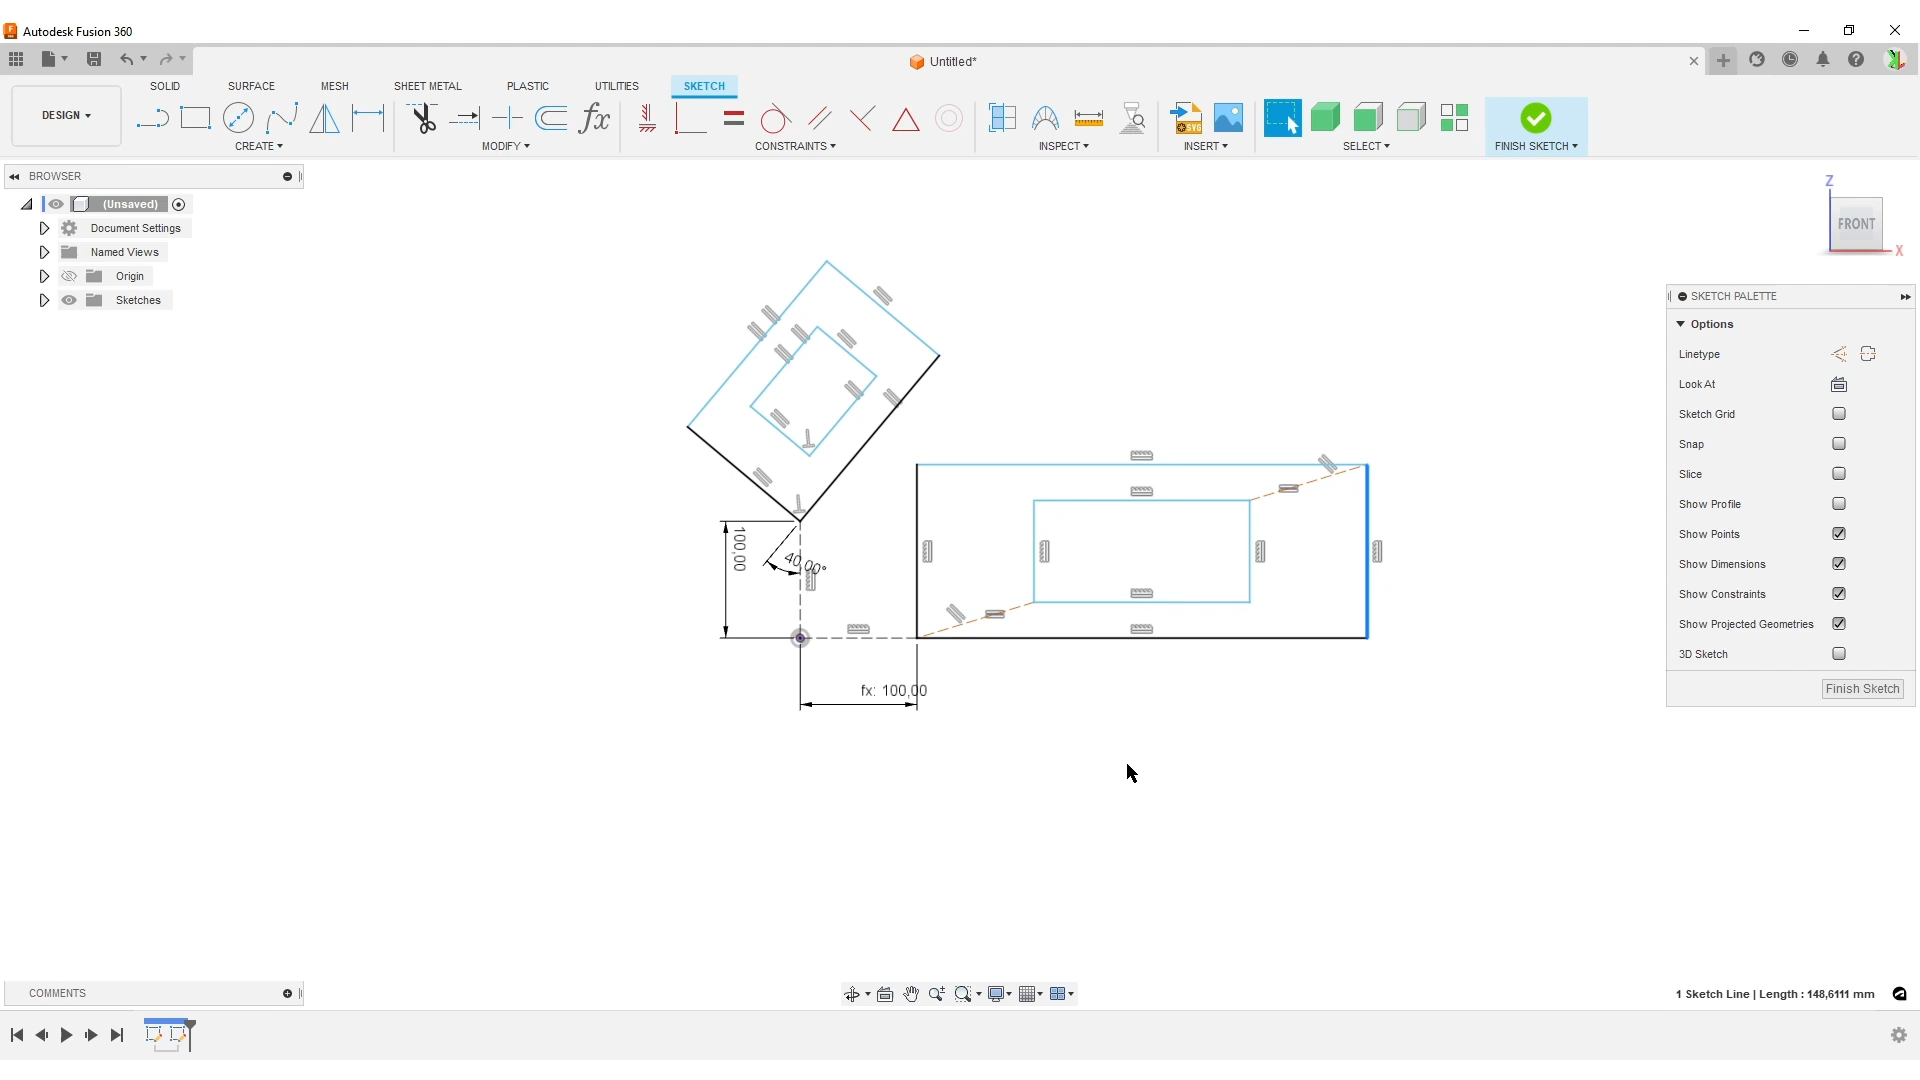 Autodesk Fusion 360
Untitled*
SOLID
SURFACE
MESH
SHEET METAL
PLASTIC
UTILITIES
SKETCH
DESIGN
CREATE
MODIFY
CONSTRAINTS
INSPECT
INSERT
SELECT
FINISH SKETCH
fx
SVG
BROWSER
(Unsaved)
Document Settings
Named Views
Origin
Sketches
Z
FRONT
X
SKETCH PALETTE
Options
Linetype
Look At
Sketch Grid
Snap
Slice
Show Profile
Show Points
Show Dimensions
Show Constraints
Show Projected Geometries
3D Sketch
Finish Sketch
100,00
40,00°
fx: 100,00
COMMENTS
1 Sketch Line | Length : 148,6111 mm